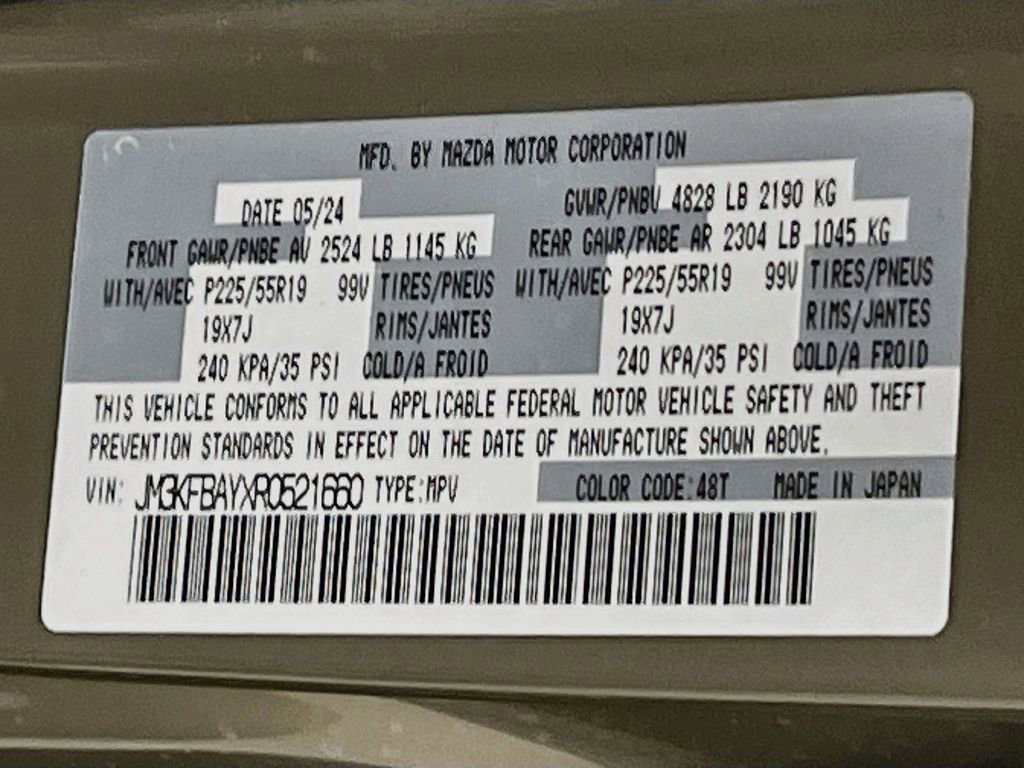 MFD. BY MAZDA MOTOR CORPORATION
DATE 05/24 GVWR/PNBV 4828 LB 2190 KG
FRONT GAWR/PNBE AV 2524 LB 1145 KG REAR GAWR/PNBE AR 2304 LB 1045 KG
WITH/AVEC P225/55R19 99V TIRES/PNEUS WITH/AVEC P225/55R19 99V TIRES/PNEUS
19X7J RIMS/JANTES 19X7J RIMS/JANTES
240 KPA/35 PSI COLD/A FROID 240 KPA/35 PSI COLD/A FROID
THIS VEHICLE CONFORMS TO ALL APPLICABLE FEDERAL MOTOR VEHICLE SAFETY AND THEFT
PREVENTION STANDARDS IN EFFECT ON THE DATE OF MANUFACTURE SHOWN ABOVE.
VIN: JM3KFBAYXR0521660 TYPE:MPV COLOR CODE:48T MADE IN JAPAN